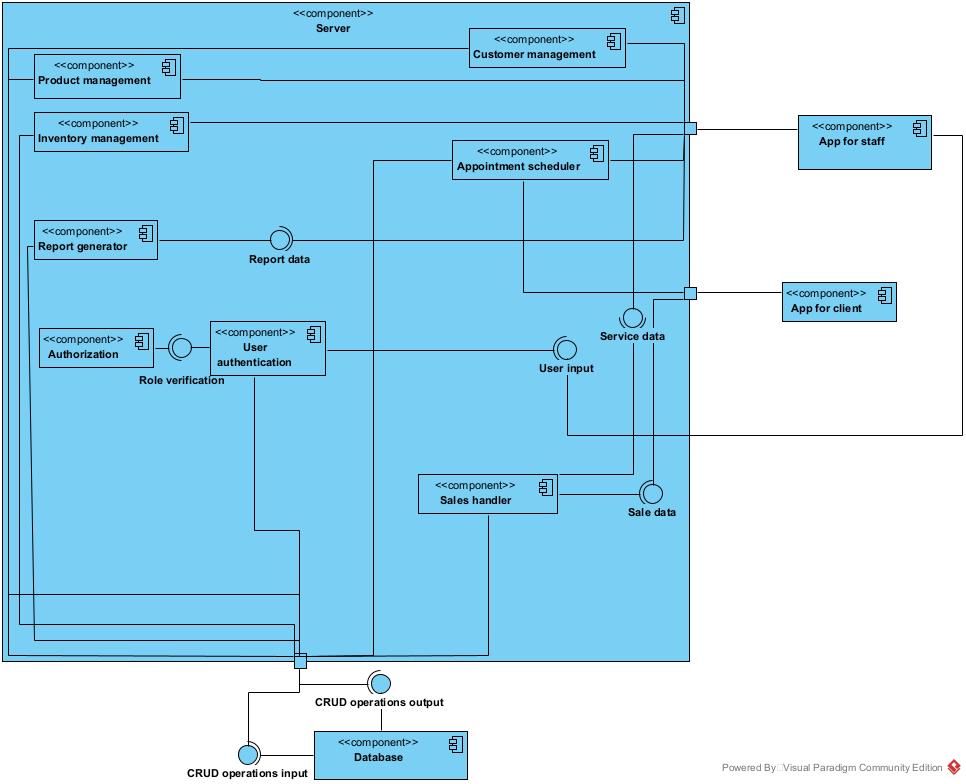 <<component>>
Server
<<component>>
Customer management
<<component>>
Product management
<<component>>
Inventory management
<<component>>
App for staff
<<component>>
Appointment scheduler
<<component>>
Report generator
Report data
<<component>>
App for client
<<component>>
Authorization
Role verification
<<component>>
User
authentication
Service data
User input
<<component>>
Sales handler
Sale data
CRUD operations output
<<component>>
Database
CRUD operations input
Powered By Visual Paradigm Community Edition